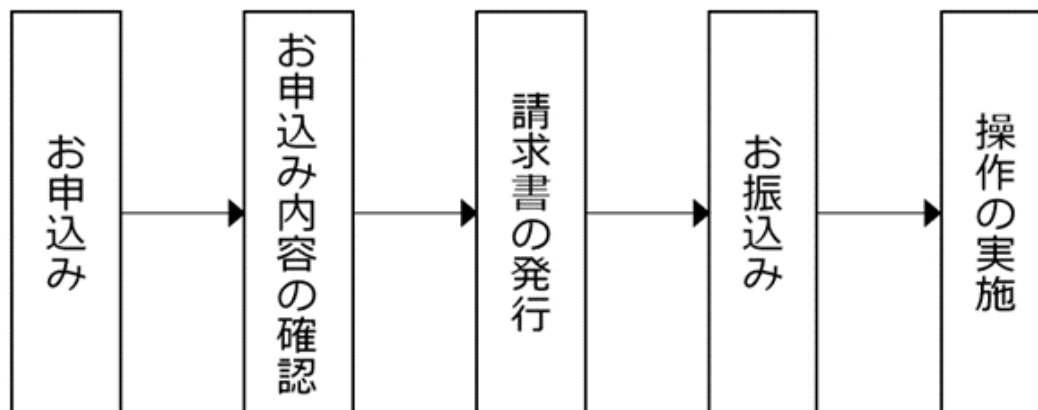 お申込み
お申込み内容の確認
請求書の発行
お振込み
操作の実施